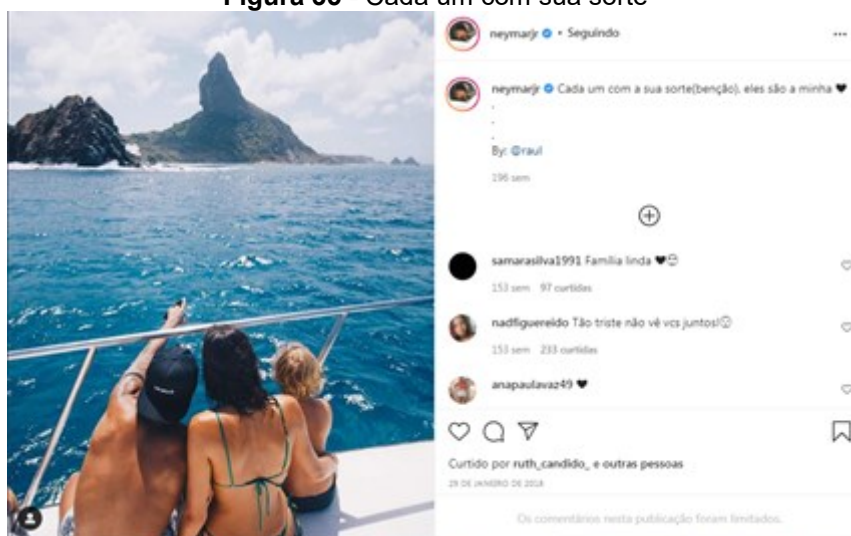 Cada um com sua sorte
neymarjr • Seguindo
neymarjr Cada um com a sua sorte(benção). eles são a minha 🖤
.
.
.
By: @raul
196 sem
samarasilva1991 Familia linda 🖤
153 sem 97 curtidas
nadfiguereido Tão triste não vê vcs juntos!
153 sem 233 curtidas
anapaulavaz49 🖤
Curtido por ruth_candido_ e outras pessoas
29 DE JANEIRO DE 2018
Os comentários nesta publicação foram limitados.